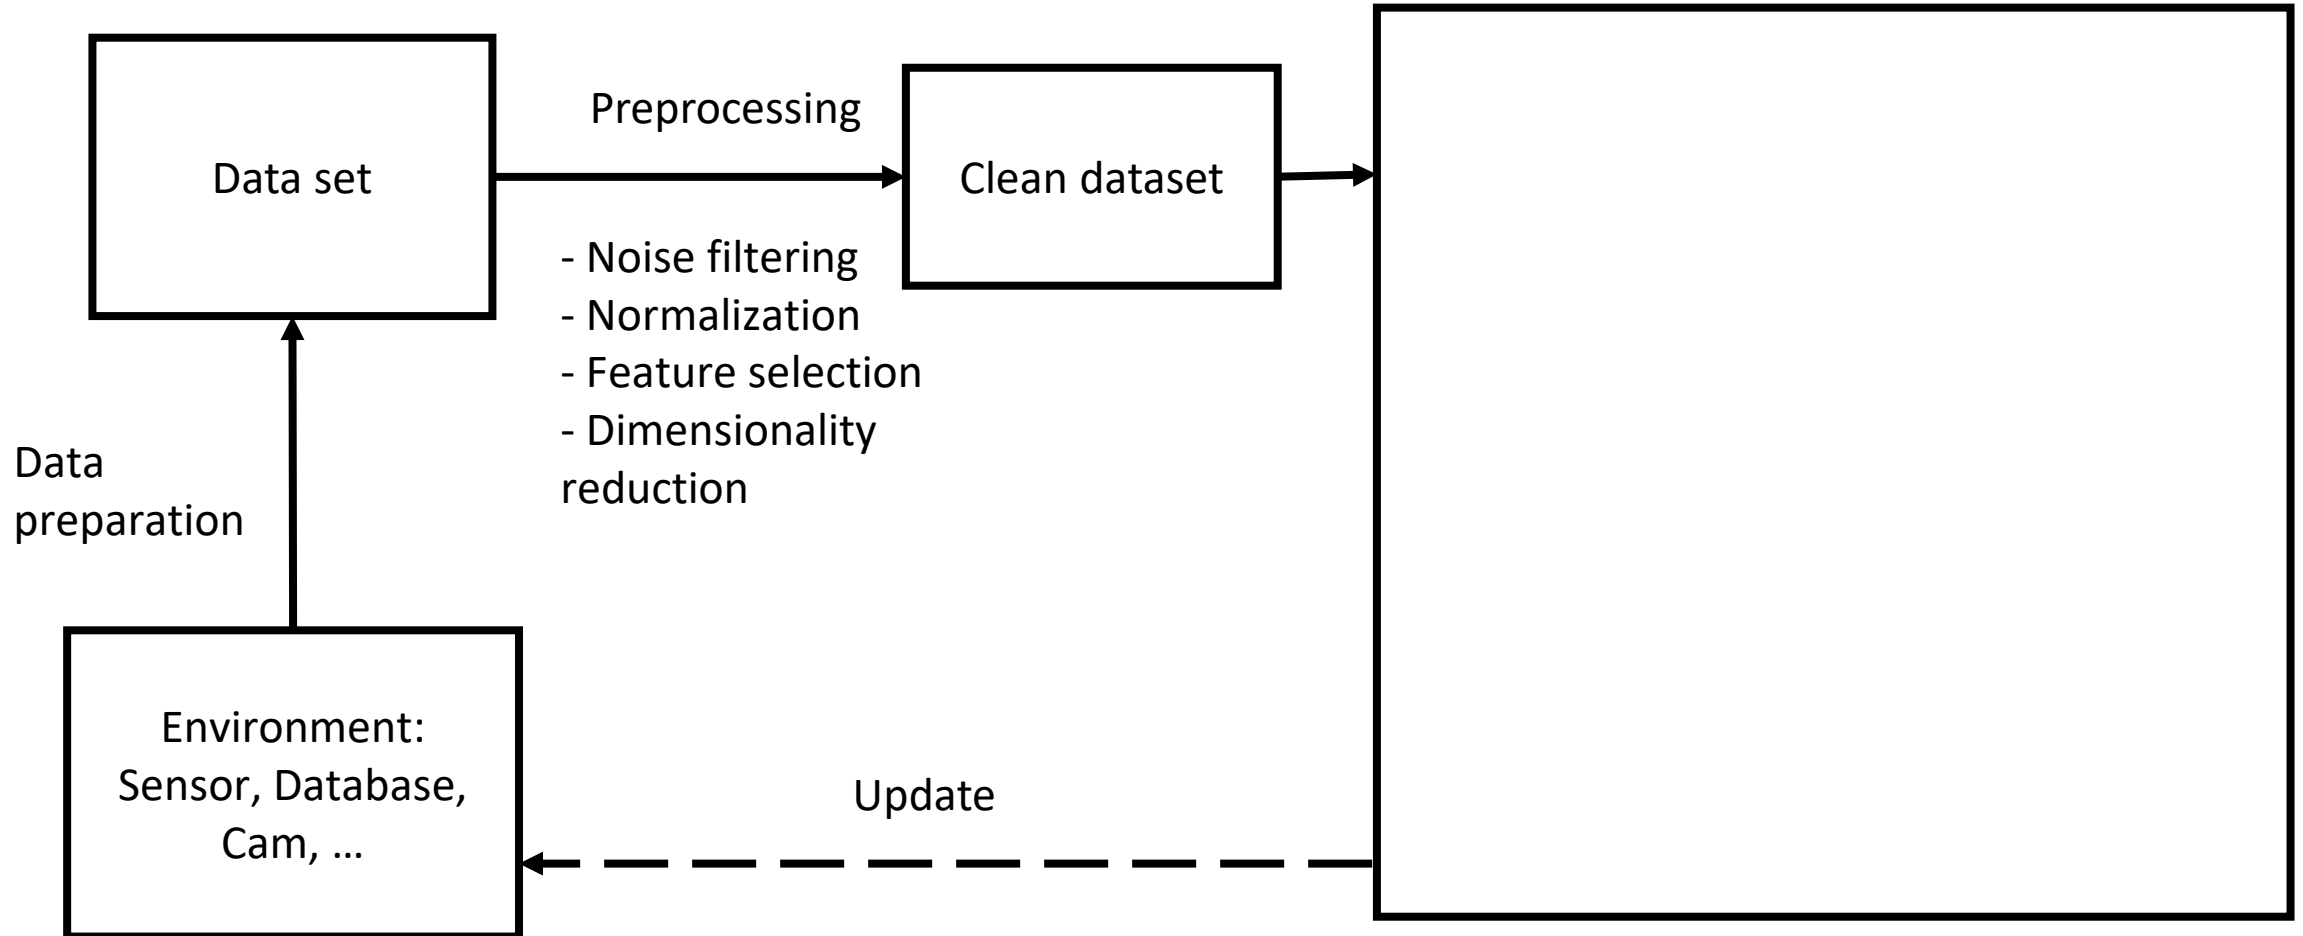 Data set
Preprocessing
Clean dataset
- Noise filtering
- Normalization
- Feature selection
- Dimensionality
reduction
Data
preparation
Environment:
Sensor, Database,
Cam, ...
Update